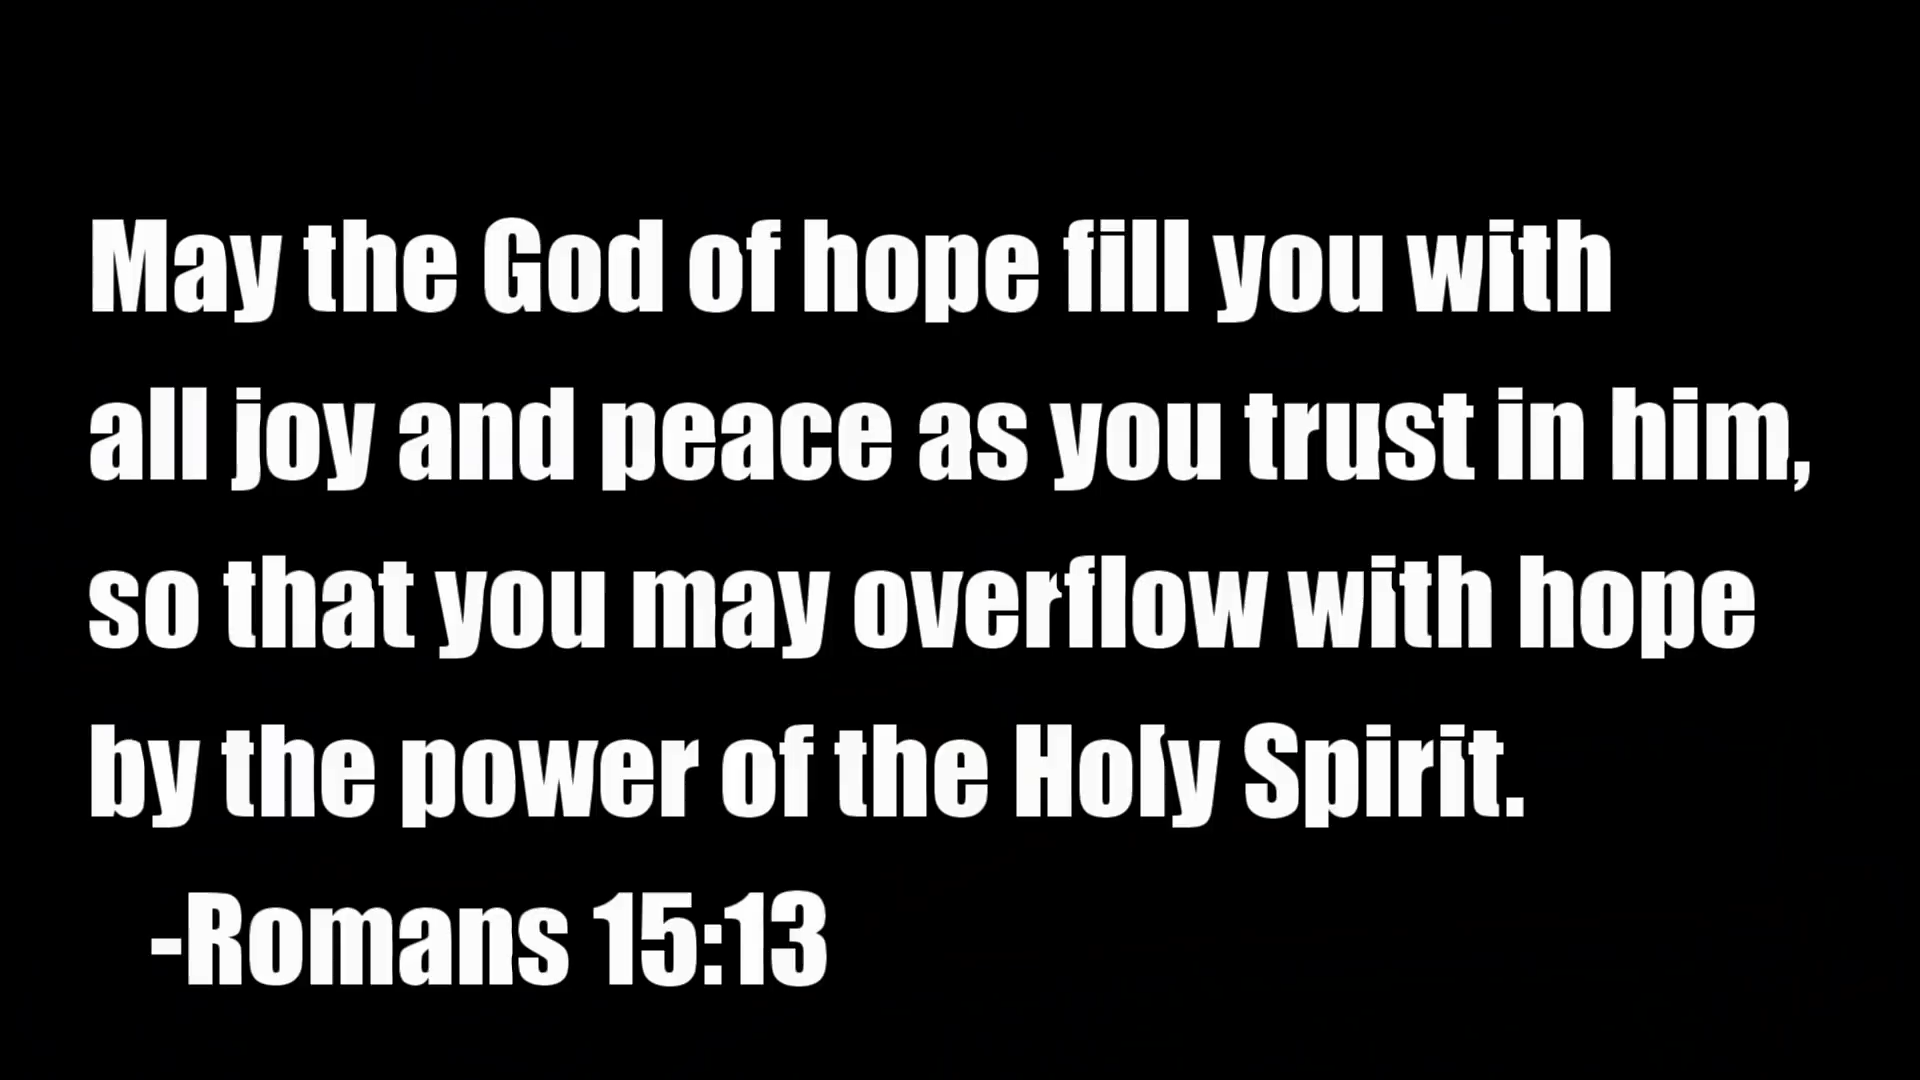 May the God of hope fill you with
all joy and peace as you trust in him,
so that you may overflow with hope
by the power of the Holy Spirit.
-Romans 15:13